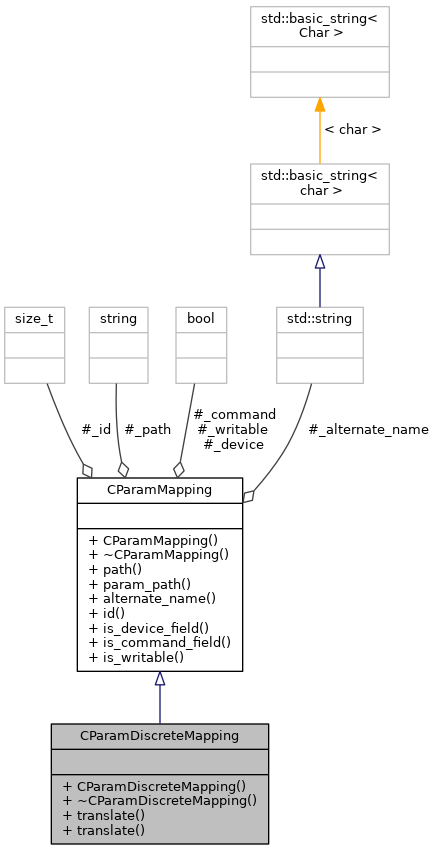 std::basic_string<
Char >
< char >
std::basic_string<
char >
size_t
string
bool
std::string
#_id
#_path
#_command
#_writable
#_device
#_alternate_name
CParamMapping
+ CParamMapping()
+ ~CParamMapping()
+ path()
+ param_path()
+ alternate_name()
+ id()
+ is_device_field()
+ is_command_field()
+ is_writable()
CParamDiscreteMapping
+ CParamDiscreteMapping()
+ ~CParamDiscreteMapping()
+ translate()
+ translate()